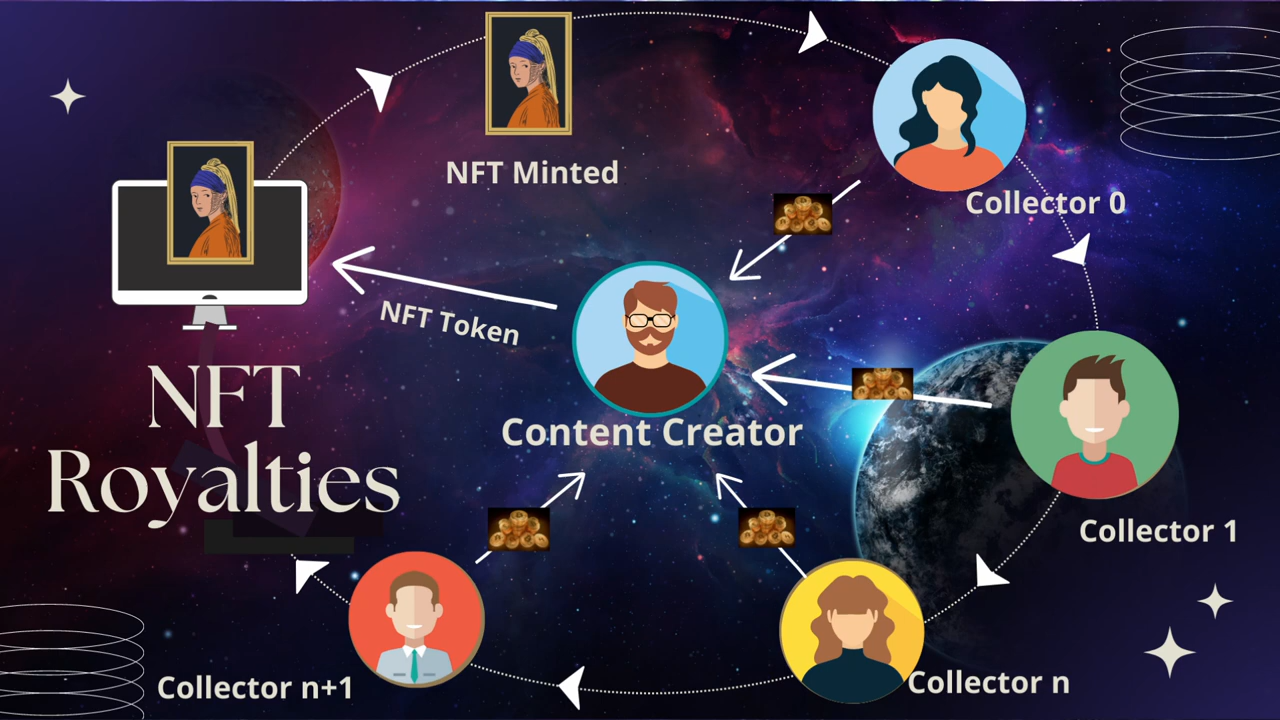 NFT Minted
Collector 0
NFT Token
NFT
Royalties
Content Creator
Collector 1
Collector n+1
Collector n